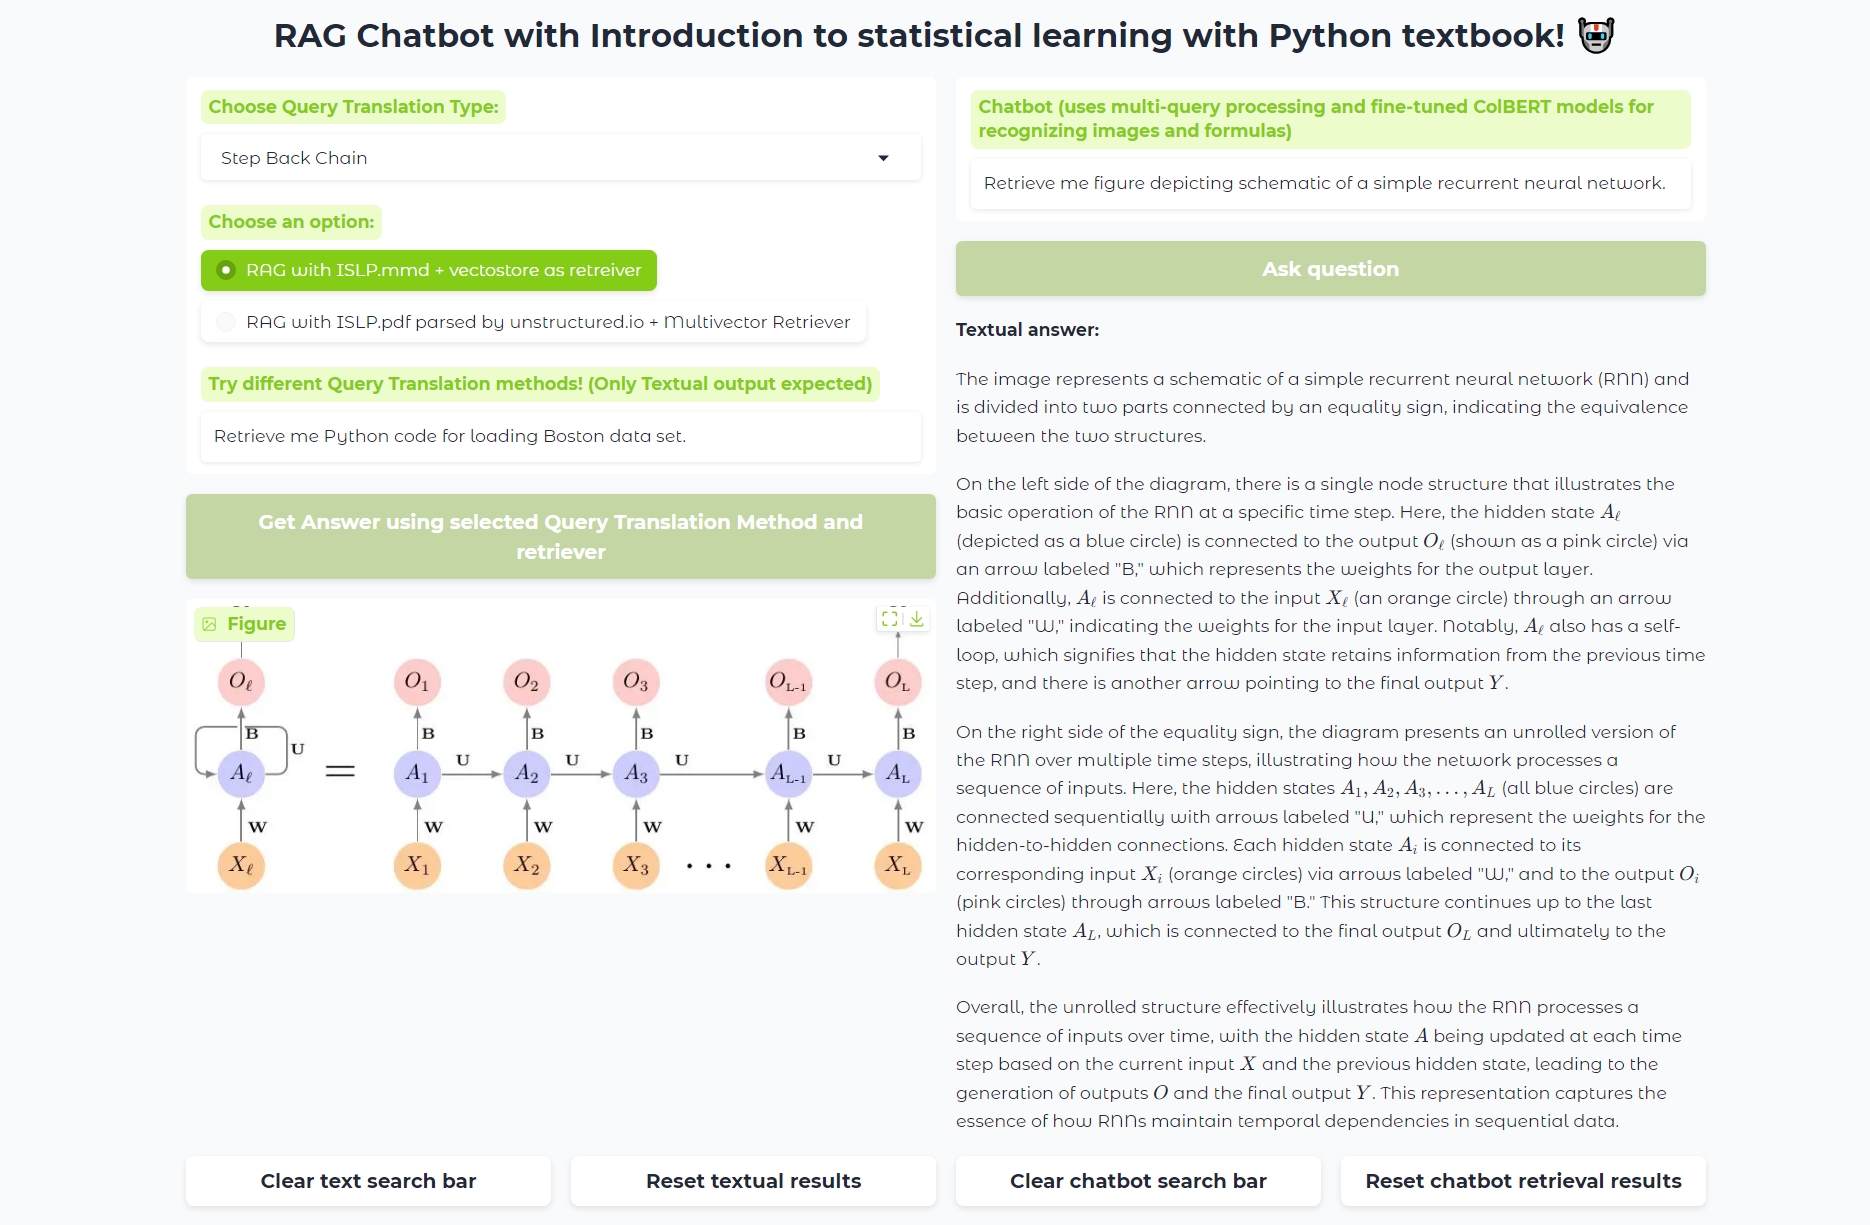 RAG Chatbot with Introduction to statistical learning with Python textbook!
Choose Query Translation Type:
Step Back Chain
Choose an option:
RAG with ISLP.mmd + vectostore as retreiver
RAG with ISLP.pdf parsed by unstructured.io + Multivector Retriever
Try different Query Translation methods! (Only Textual output expected)
Retrieve me Python code for loading Boston data set.
Get Answer using selected Query Translation Method and
retriever
Figure
O_ℓ O_1 O_2 O_3 O_L-1 O_L
B B B B B B
U U U U U
A_ℓ = A_1 A_2 A_3 A_L-1 A_L
W W W W W W
X_ℓ X_1 X_2 X_3 ... X_L-1 X_L
Chatbot (uses multi-query processing and fine-tuned ColBERT models for
recognizing images and formulas)
Retrieve me figure depicting schematic of a simple recurrent neural network.
Ask question
Textual answer:
The image represents a schematic of a simple recurrent neural network (RNN) and
is divided into two parts connected by an equality sign, indicating the equivalence
between the two structures.
On the left side of the diagram, there is a single node structure that illustrates the
basic operation of the RNN at a specific time step. Here, the hidden state A_ℓ
(depicted as a blue circle) is connected to the output O_ℓ (shown as a pink circle) via
an arrow labeled "B," which represents the weights for the output layer.
Additionally, A_ℓ is connected to the input X_ℓ (an orange circle) through an arrow
labeled "W," indicating the weights for the input layer. Notably, A_ℓ also has a self-
loop, which signifies that the hidden state retains information from the previous time
step, and there is another arrow pointing to the final output Y.
On the right side of the equality sign, the diagram presents an unrolled version of
the RNN over multiple time steps, illustrating how the network processes a
sequence of inputs. Here, the hidden states A_1, A_2, A_3, ..., A_L (all blue circles) are
connected sequentially with arrows labeled "U," which represent the weights for the
hidden-to-hidden connections. Each hidden state A_i is connected to its
corresponding input X_i (orange circles) via arrows labeled "W," and to the output O_i
(pink circles) through arrows labeled "B." This structure continues up to the last
hidden state A_L, which is connected to the final output O_L and ultimately to the
output Y.
Overall, the unrolled structure effectively illustrates how the RNN processes a
sequence of inputs over time, with the hidden state A being updated at each time
step based on the current input X and the previous hidden state, leading to the
generation of outputs O and the final output Y. This representation captures the
essence of how RNNs maintain temporal dependencies in sequential data.
Clear text search bar
Reset textual results
Clear chatbot search bar
Reset chatbot retrieval results